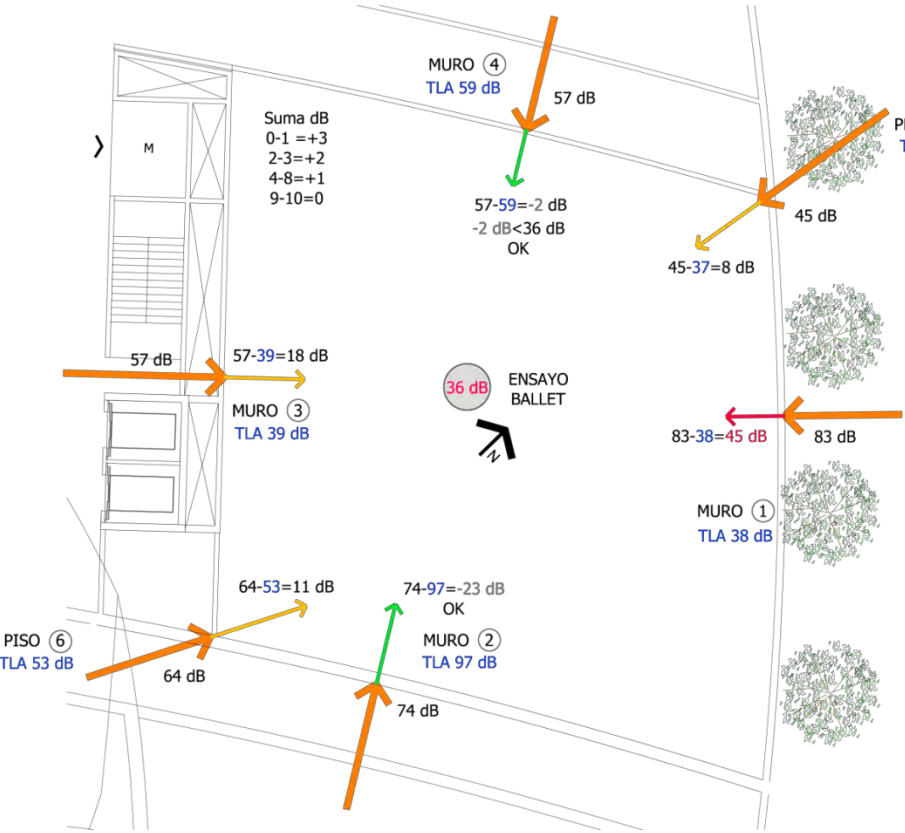 MURO ④
TLA 59 dB
57 dB
Suma dB
0-1 =+3
2-3=+2
4-8=+1
9-10=0
M
57-59=-2 dB
-2 dB<36 dB
OK
45 dB
45-37=8 dB
57 dB
57-39=18 dB
MURO ③
TLA 39 dB
36 dB
ENSAYO
BALLET
N
83-38=45 dB
83 dB
MURO ①
TLA 38 dB
64-53=11 dB
PISO ⑥
TLA 53 dB
64 dB
74-97=-23 dB
OK
MURO ②
TLA 97 dB
74 dB